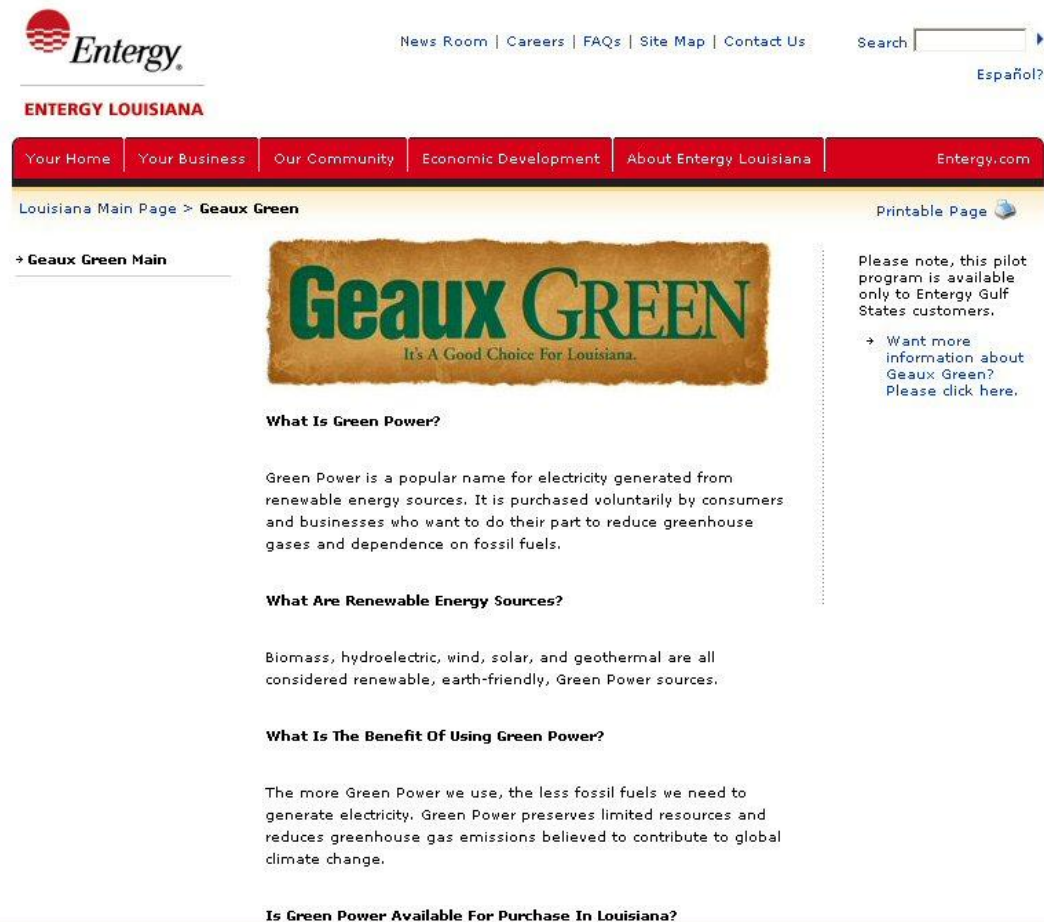 Entergy®
ENTERGY LOUISIANA
News Room | Careers | FAQs | Site Map | Contact Us
Search
Español?
Your Home Your Business Our Community Economic Development About Entergy Louisiana Entergy.com
Louisiana Main Page > Geaux Green
Printable Page
→ Geaux Green Main
Geaux GREEN
It's A Good Choice For Louisiana.
What Is Green Power?
Green Power is a popular name for electricity generated from
renewable energy sources. It is purchased voluntarily by consumers
and businesses who want to do their part to reduce greenhouse
gases and dependence on fossil fuels.
What Are Renewable Energy Sources?
Biomass, hydroelectric, wind, solar, and geothermal are all
considered renewable, earth-friendly, Green Power sources.
What Is The Benefit Of Using Green Power?
The more Green Power we use, the less fossil fuels we need to
generate electricity. Green Power preserves limited resources and
reduces greenhouse gas emissions believed to contribute to global
climate change.
Is Green Power Available For Purchase In Louisiana?
Please note, this pilot
program is available
only to Entergy Gulf
States customers.
→ Want more
information about
Geaux Green?
Please click here.